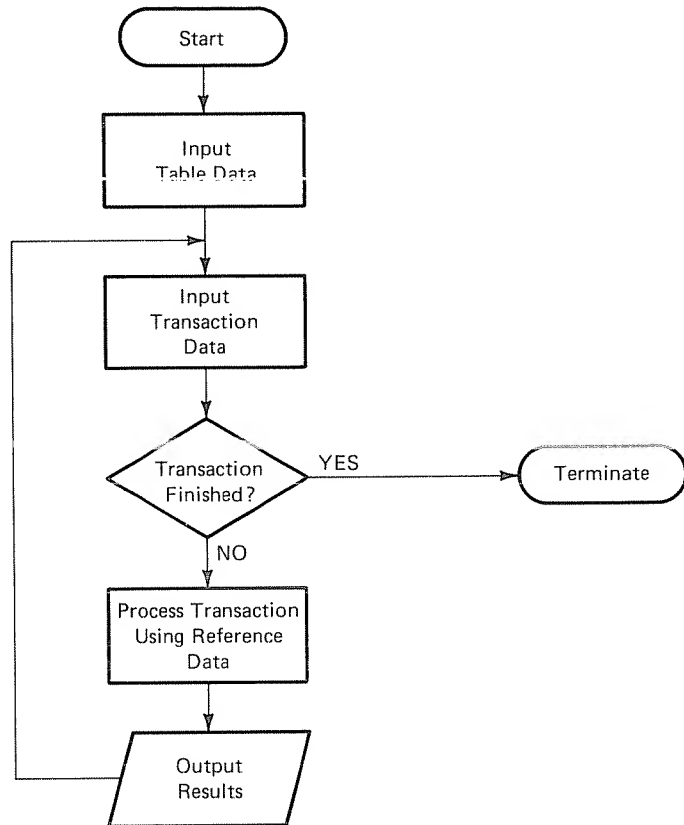 Start
Input
Table Data
Input
Transaction
Data
Transaction
Finished?
YES
Terminate
NO
Process Transaction
Using Reference
Data
Output
Results